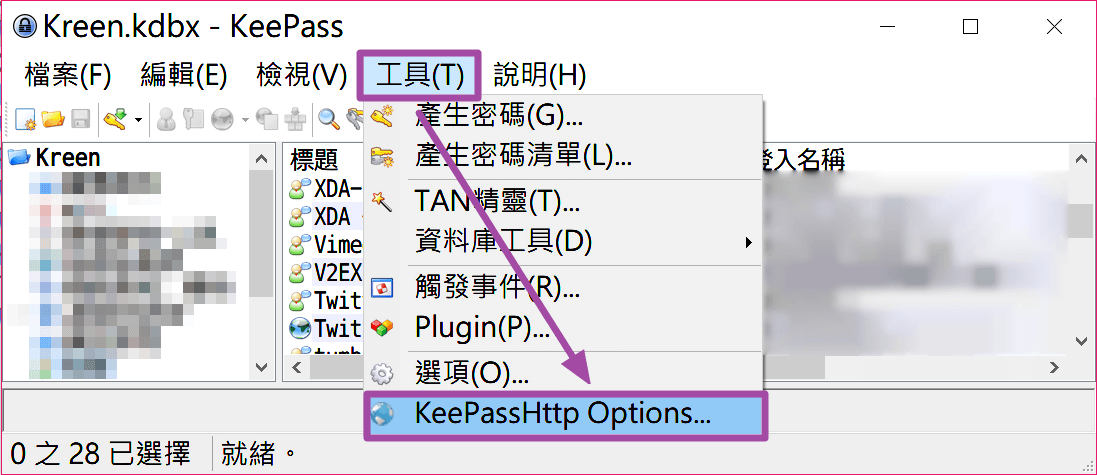 Kreen.kdbx - KeePass
檔案(F) 編輯(E) 檢視(V) 工具(T) 說明(H)
產生密碼(G)...
產生密碼清單(L)...
TAN精靈(T)...
資料庫工具(D)
觸發事件(R)...
Plugin(P)...
選項(O)...
KeePassHttp Options...
Kreen
標題
登入名稱
XDA-
XDA
V2EX
Twit
Twit
0 之 28 已選擇
就緒。